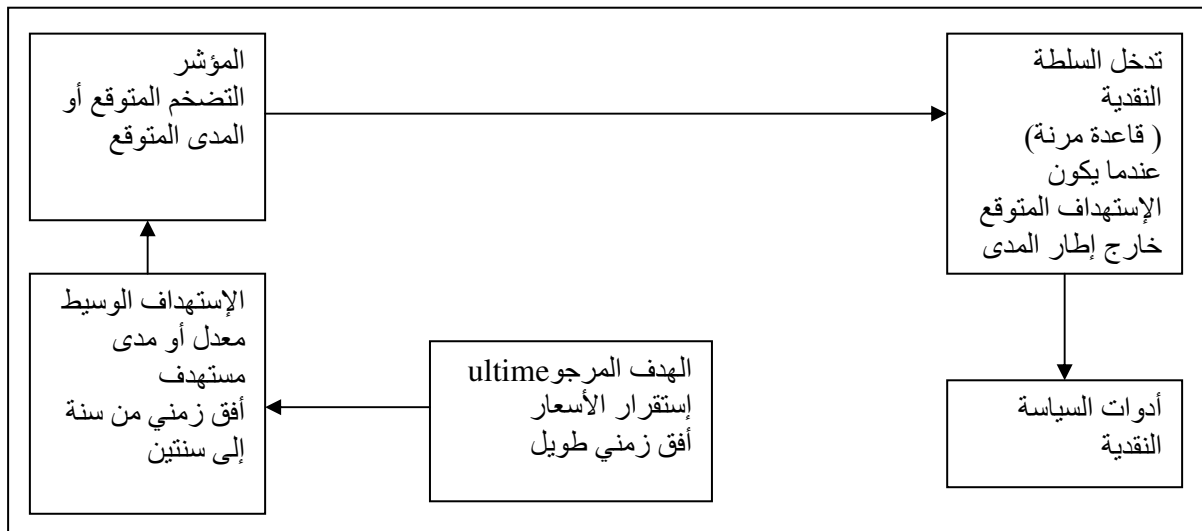 تدخل السلطة
النقدية
( قاعدة مرنة)
عندما يكون
الإستهداف المتوقع
خارج إطار المدى
المؤشر
التضخم المتوقع أو
المدى المتوقع
الإستهداف الوسيط
معدل أو مدى
مستهدف
أفق زمني من سنة
إلى سنتين
الهدف المرجوultime
إستقرار الأسعار
أفق زمني طويل
أدوات السياسة
النقدية